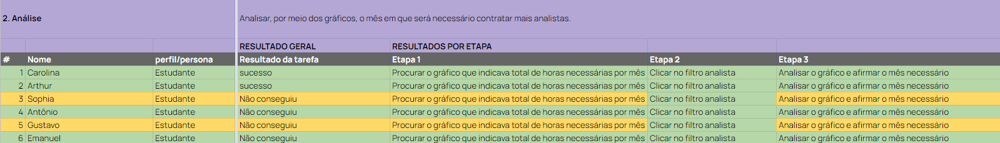 2. Análise Analisar, por meio dos gráficos, o mês em que será necessário contratar mais analistas.
RESULTADO GERAL RESULTADOS POR ETAPA
# Nome perfil/persona Resultado da tarefa Etapa 1 Etapa 2 Etapa 3
1 Carolina Estudante sucesso Procurar o gráfico que indicava total de horas necessárias por mês Clicar no filtro analista Analisar o gráfico e afirmar o mês necessário
2 Arthur Estudante sucesso Procurar o gráfico que indicava total de horas necessárias por mês Clicar no filtro analista Analisar o gráfico e afirmar o mês necessário
3 Sophia Estudante Não conseguiu Procurar o gráfico que indicava total de horas necessárias por mês Clicar no filtro analista Analisar o gráfico e afirmar o mês necessário
4 Antônio Estudante Não conseguiu Procurar o gráfico que indicava total de horas necessárias por mês Clicar no filtro analista Analisar o gráfico e afirmar o mês necessário
5 Gustavo Estudante Não conseguiu Procurar o gráfico que indicava total de horas necessárias por mês Clicar no filtro analista Analisar o gráfico e afirmar o mês necessário
6 Emanuel Estudante Não conseguiu Procurar o gráfico que indicava total de horas necessárias por mês Clicar no filtro analista Analisar o gráfico e afirmar o mês necessário